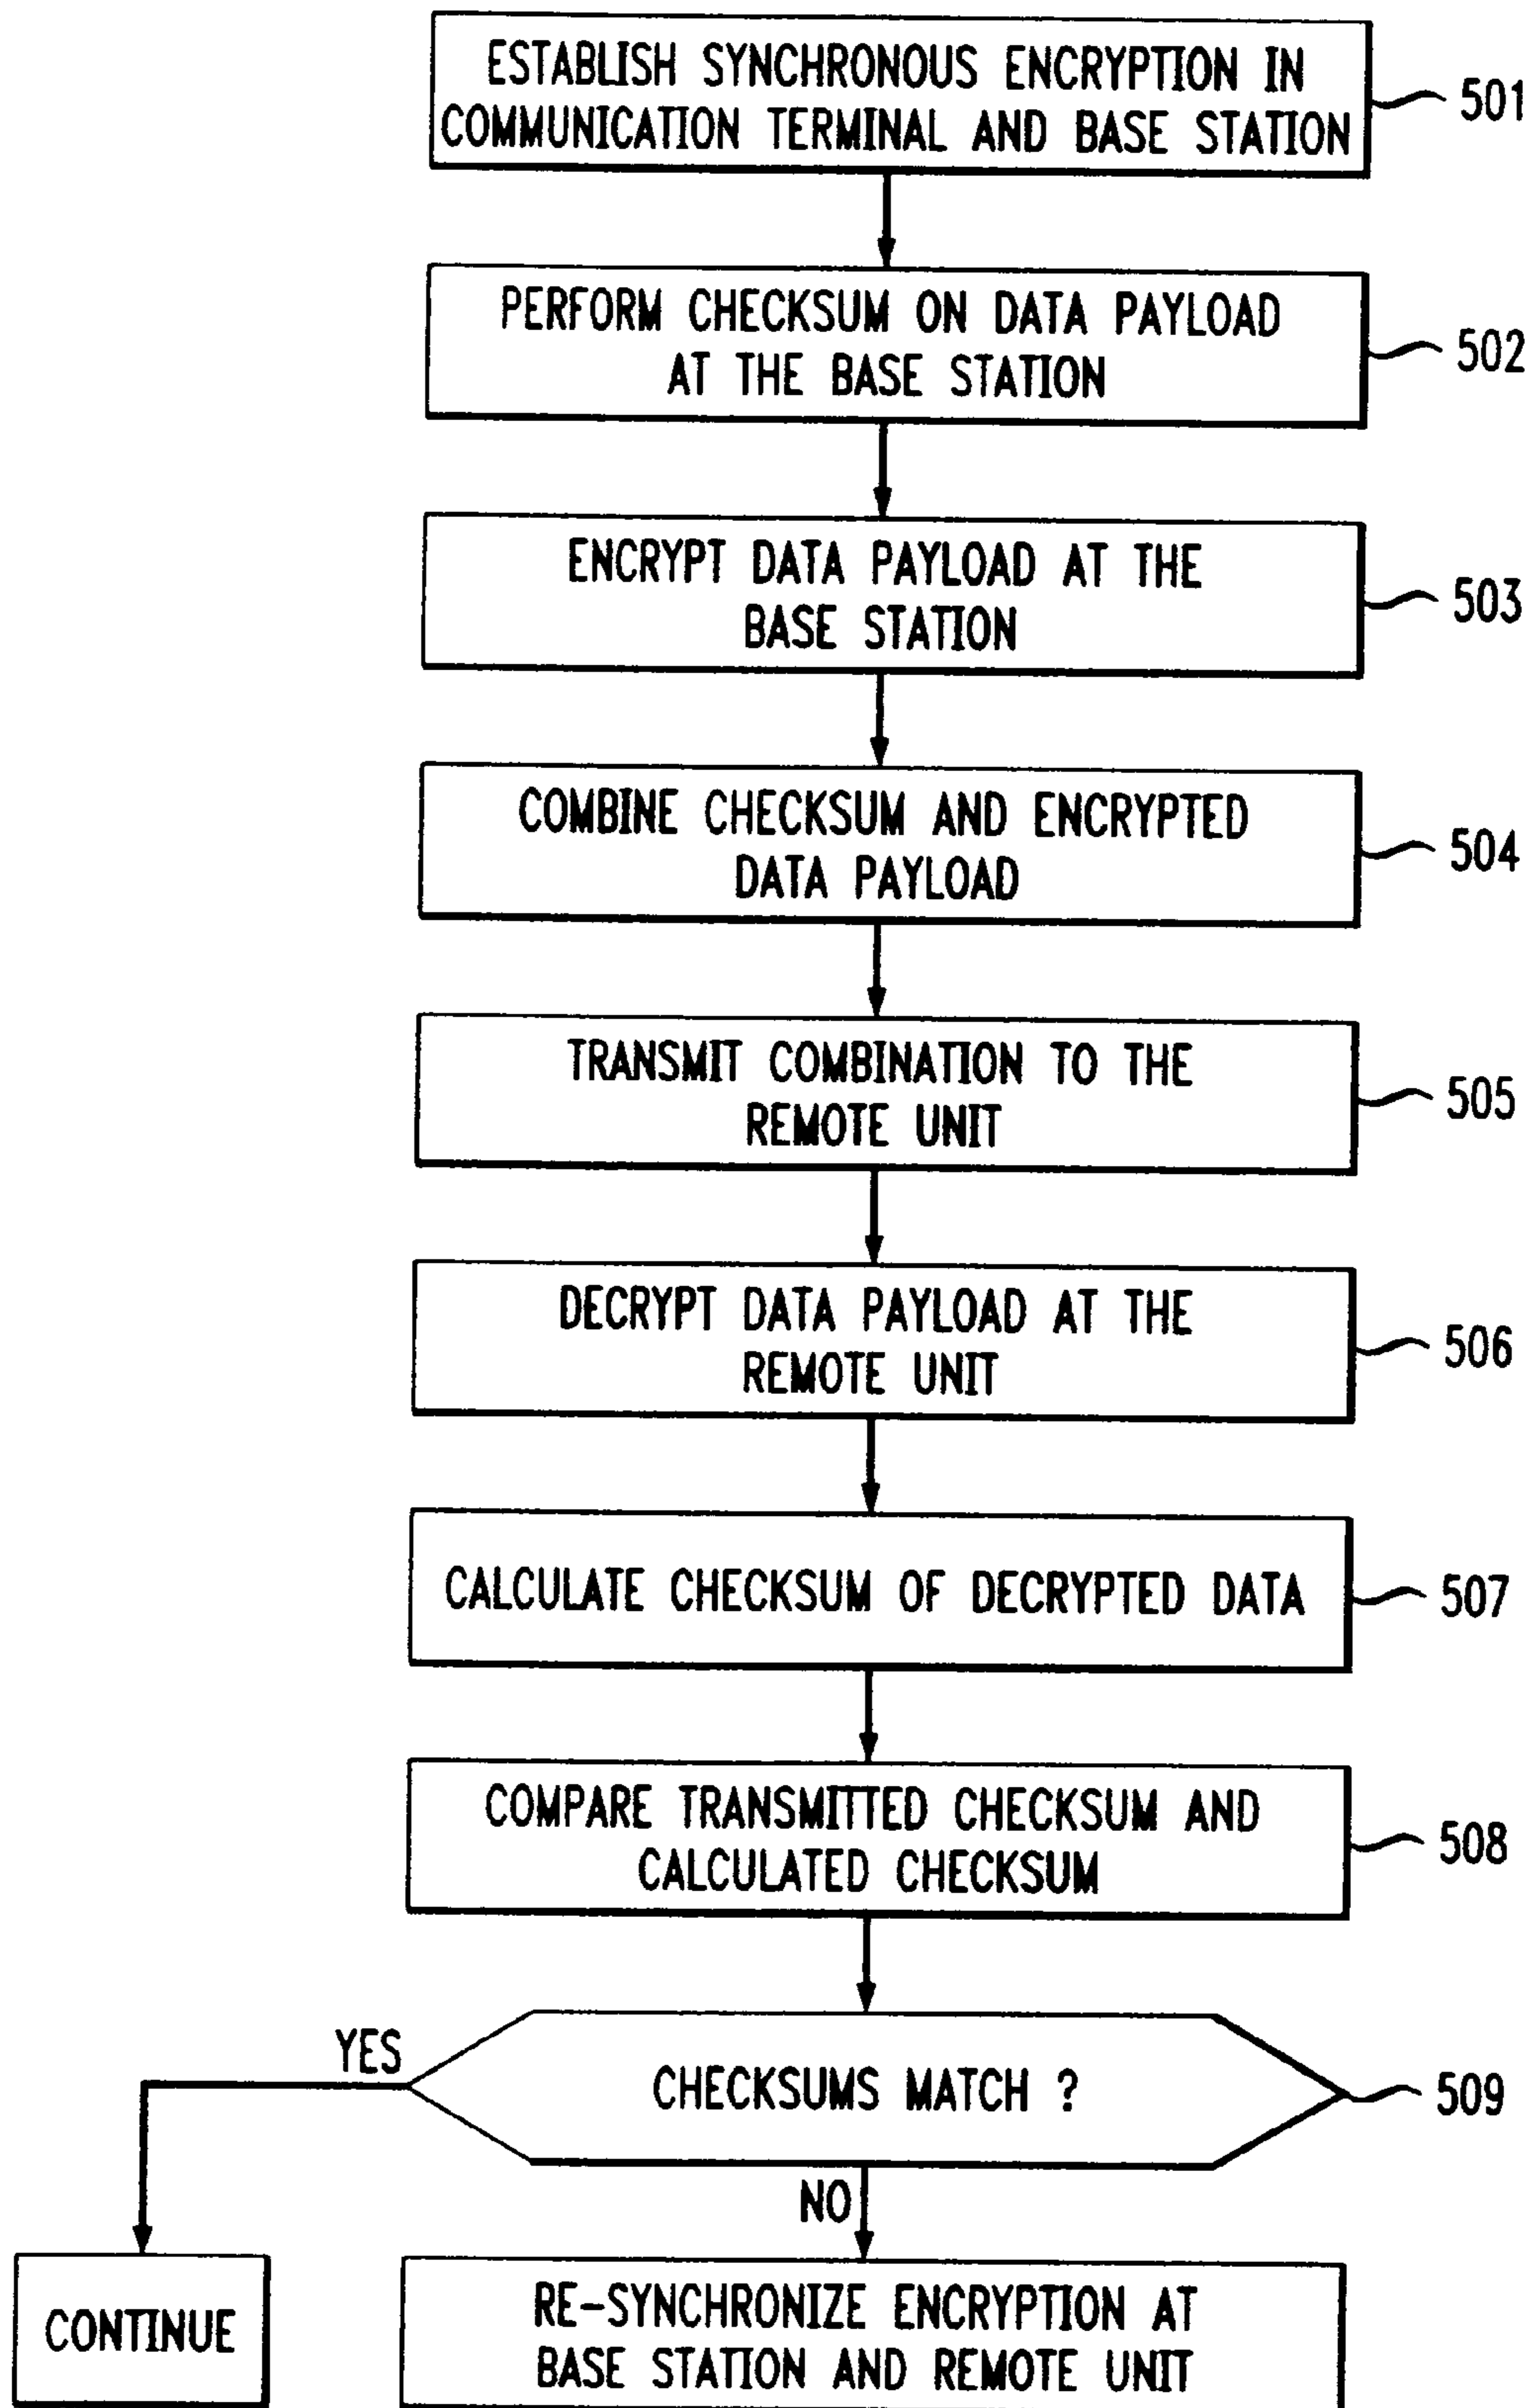 ESTABLISH SYNCHRONOUS ENCRYPTION IN
COMMUNICATION TERMINAL AND BASE STATION
501
PERFORM CHECKSUM ON DATA PAYLOAD
AT THE BASE STATION
502
ENCRYPT DATA PAYLOAD AT THE
BASE STATION
503
COMBINE CHECKSUM AND ENCRYPTED
DATA PAYLOAD
504
TRANSMIT COMBINATION TO THE
REMOTE UNIT
505
DECRYPT DATA PAYLOAD AT THE
REMOTE UNIT
506
CALCULATE CHECKSUM OF DECRYPTED DATA
507
COMPARE TRANSMITTED CHECKSUM AND
CALCULATED CHECKSUM
508
YES
CHECKSUMS MATCH ?
509
NO
CONTINUE
RE-SYNCHRONIZE ENCRYPTION AT
BASE STATION AND REMOTE UNIT